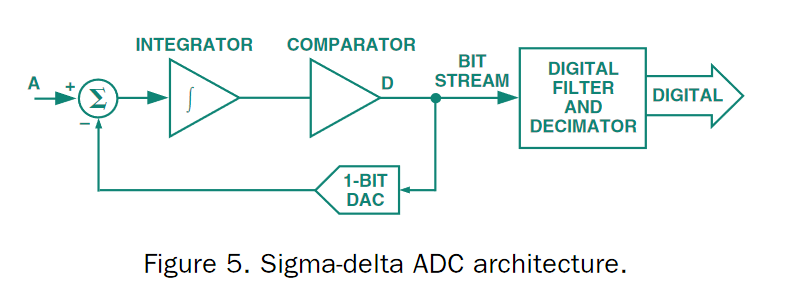 INTEGRATOR
COMPARATOR
A
+
Σ
−
∫
D
BIT
STREAM
DIGITAL
FILTER
AND
DECIMATOR
DIGITAL
1-BIT
DAC
Figure 5. Sigma-delta ADC architecture.